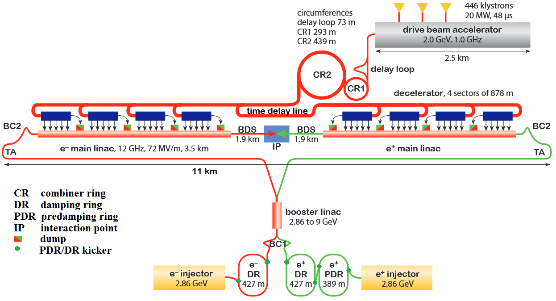 circumferences
delay loop 73 m
CR1 293 m
CR2 439 m
446 klystrons
20 MW, 48 µs
drive beam accelerator
2.0 GeV, 1.0 GHz
2.5 km
delay loop
CR2
CR1
decelerator, 4 sectors of 878 m
time delay line
BC2
TA
BDS
1.9 km
IP
BDS
1.9 km
BC2
TA
e⁻ main linac, 12 GHz, 72 MV/m, 3.5 km
e⁺ main linac
11 km
CR combiner ring
DR damping ring
PDR predamping ring
IP interaction point
dump
PDR/DR kicker
booster linac
2.86 to 9 GeV
BC1
e⁻ injector
2.86 GeV
e⁻
DR
427 m
e⁺
DR
427 m
e⁺
PDR
389 m
e⁺ injector
2.86 GeV